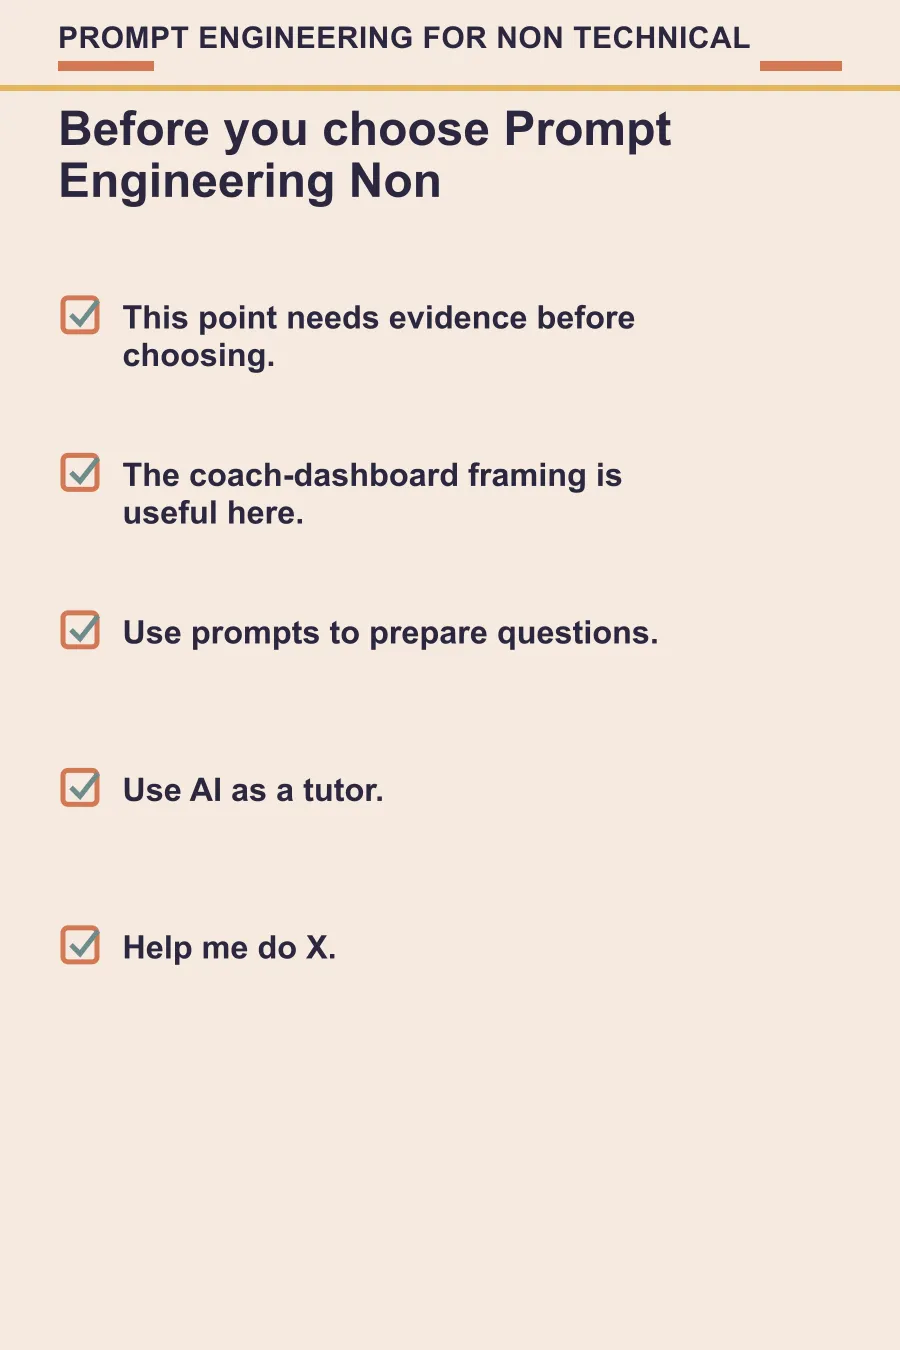 PROMPT ENGINEERING FOR NON TECHNICAL
Before you choose Prompt
Engineering Non
This point needs evidence before
choosing.
The coach-dashboard framing is
useful here.
Use prompts to prepare questions.
Use AI as a tutor.
Help me do X.